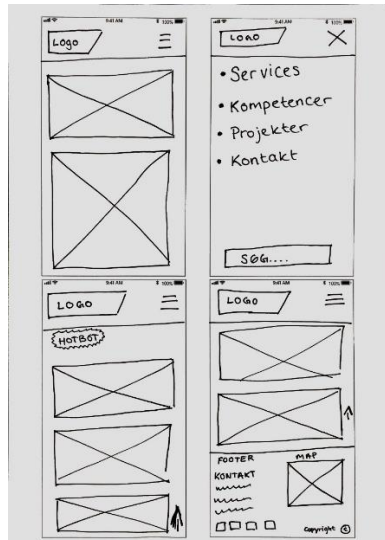 9:41 AM 100%
Logo
9:41 AM 100%
LOGO
• Services
• Kompetencer
• Projekter
• Kontakt
SØG....
9:41 AM 100%
LOGO
HOTBOT
9:41 AM 100%
LOGO
FOOTER
KONTAKT
MAP
Copyright ©